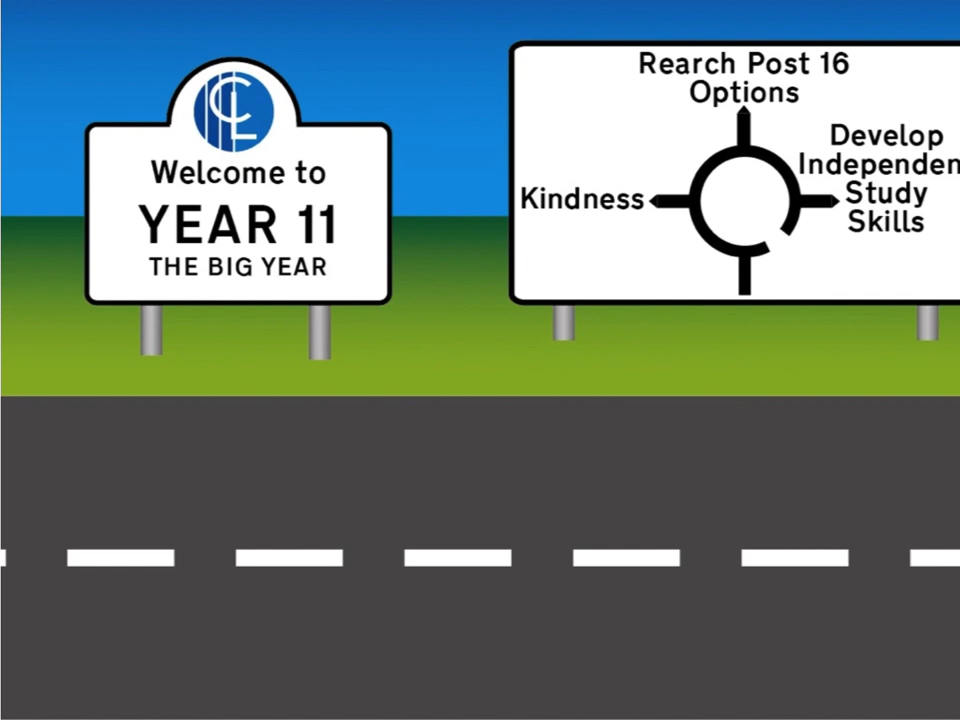 Welcome to
YEAR 11
THE BIG YEAR
Rearch Post 16
Options
Kindness
Develop
Independen
Study
Skills